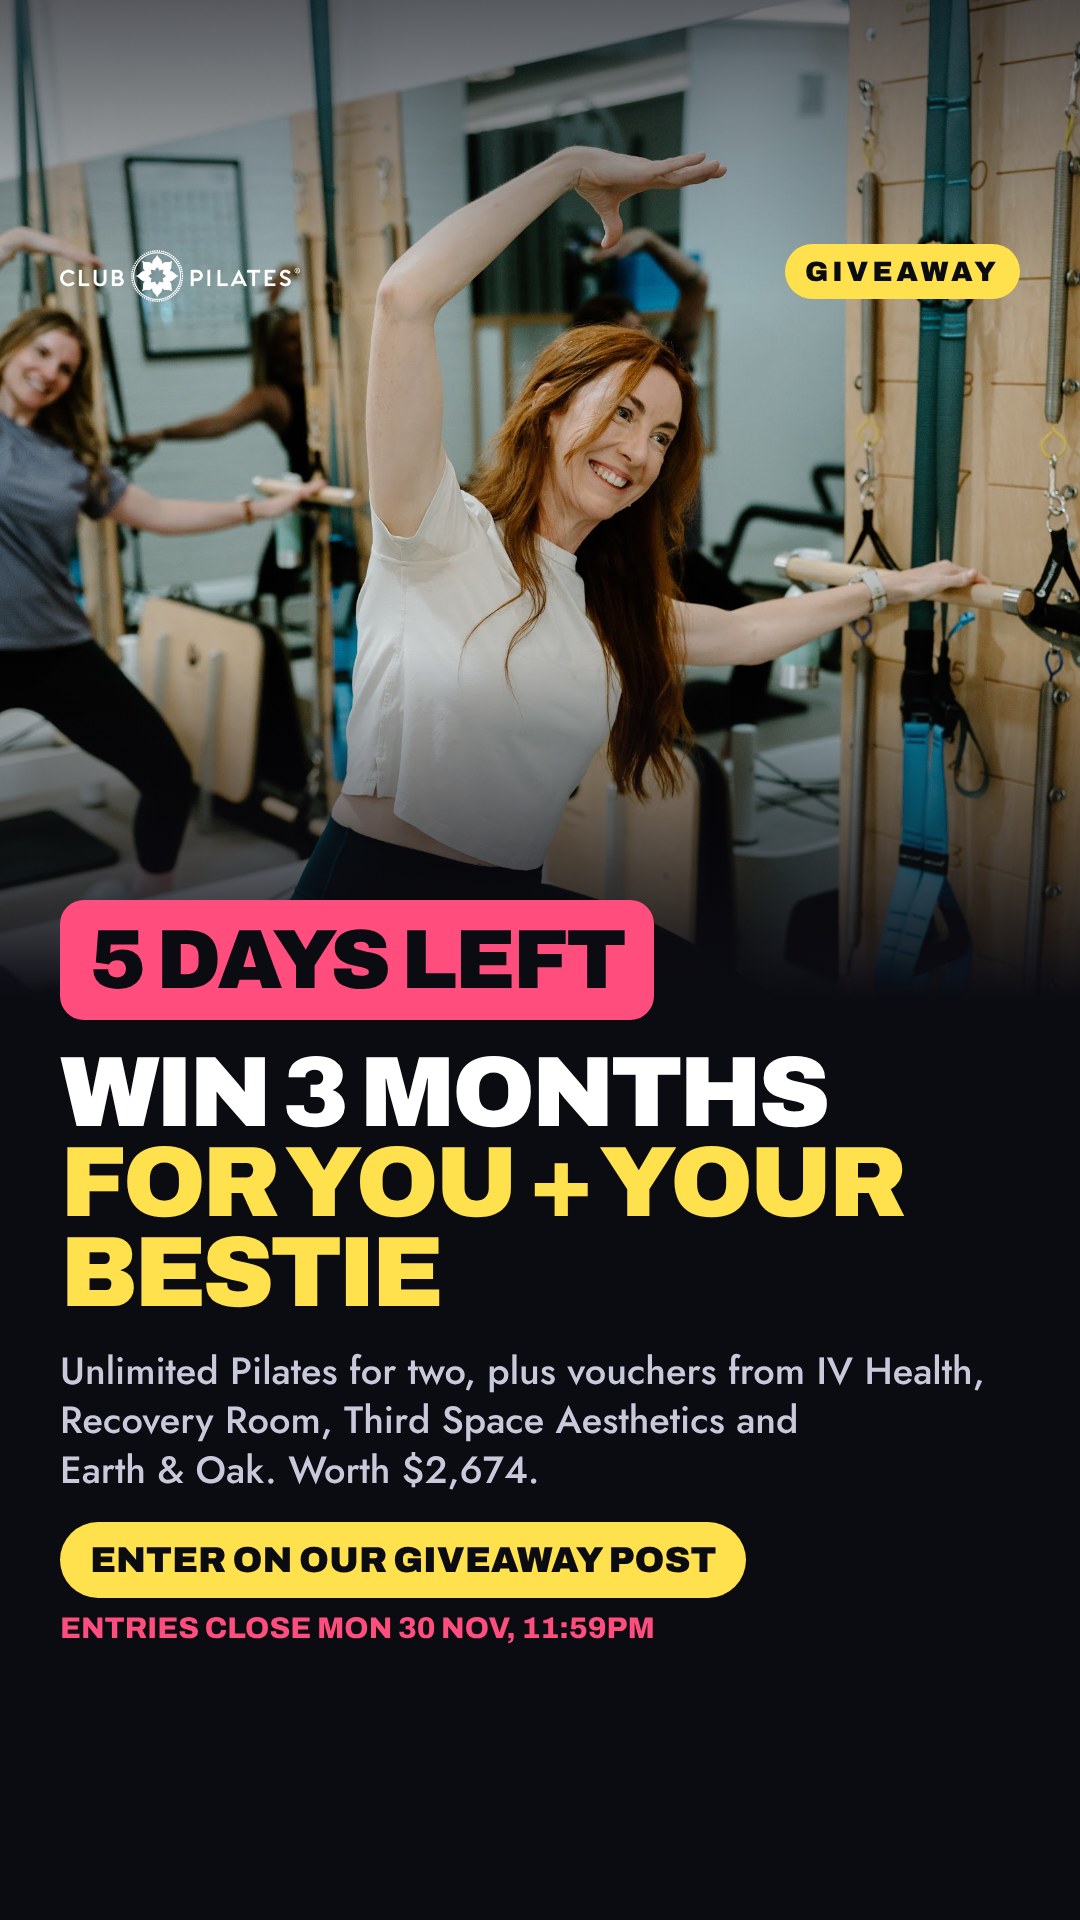 CLUB PILATES®
GIVEAWAY
5 DAYS LEFT
WIN 3 MONTHS
FOR YOU + YOUR
BESTIE
Unlimited Pilates for two, plus vouchers from IV Health,
Recovery Room, Third Space Aesthetics and
Earth & Oak. Worth $2,674.
ENTER ON OUR GIVEAWAY POST
ENTRIES CLOSE MON 30 NOV, 11:59PM